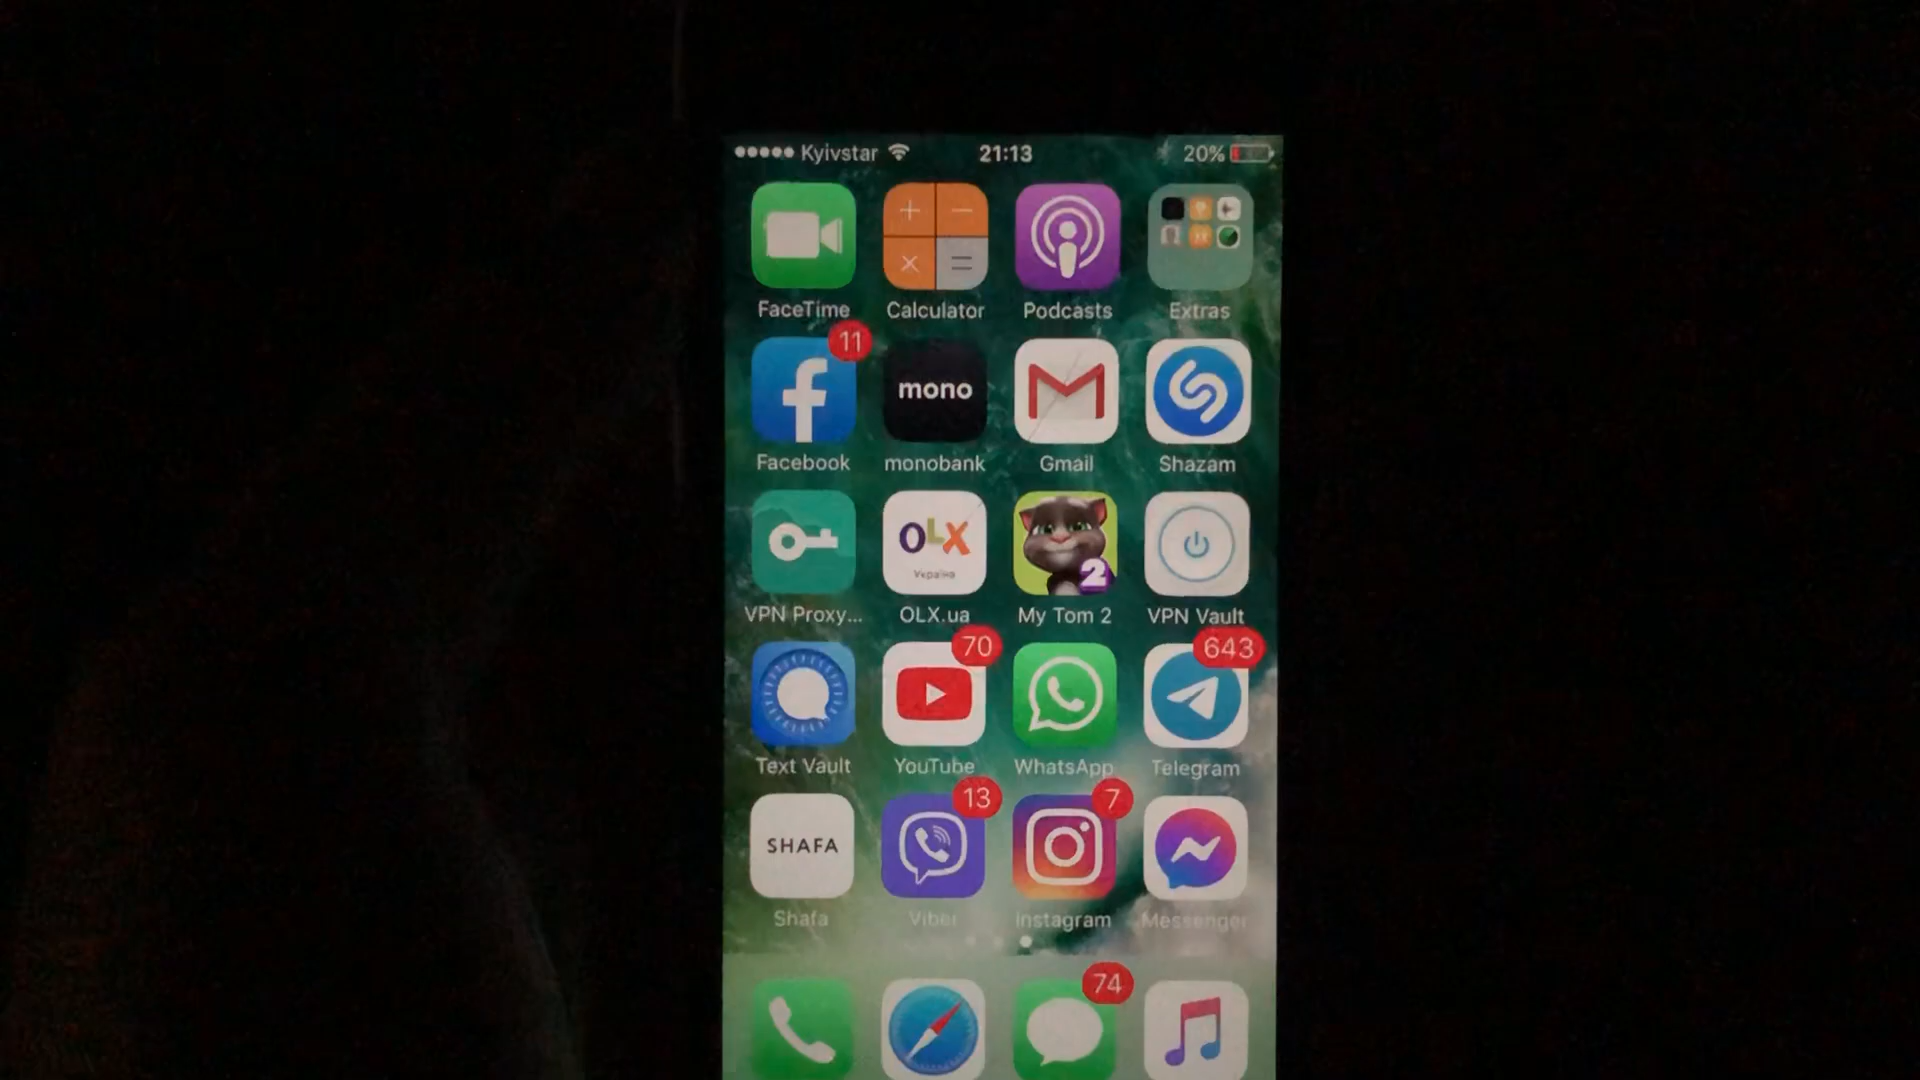 Kyivstar 21:13 20%
FaceTime Calculator Podcasts Extras
11
mono
Facebook monobank Gmail Shazam
OLX
Україна
2
VPN Proxy... OLX.ua My Tom 2 VPN Vault
70 643
Text Vault YouTube WhatsApp Telegram
13 7
SHAFA
Shafa Viber Instagram Messenger
74